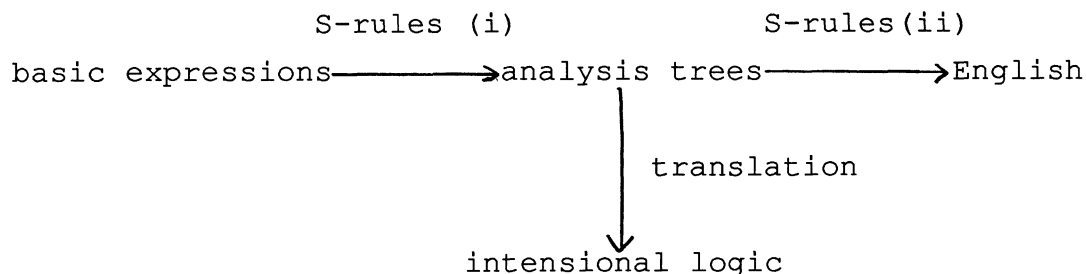 S-rules (i) S-rules(ii)
basic expressions analysis trees English
translation
intensional logic